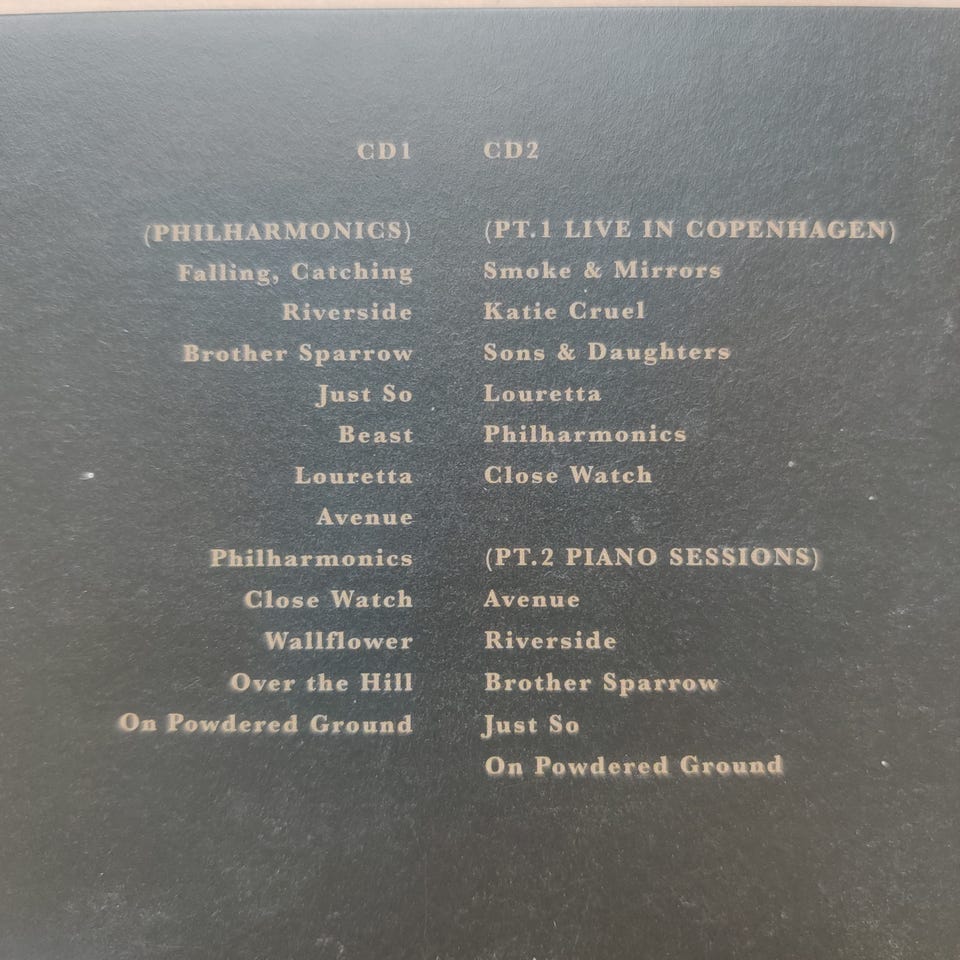 CD1
(PHILHARMONICS)
Falling, Catching
Riverside
Brother Sparrow
Just So
Beast
Louretta
Avenue
Philharmonics
Close Watch
Wallflower
Over the Hill
On Powdered Ground
CD2
(PT.1 LIVE IN COPENHAGEN)
Smoke & Mirrors
Katie Cruel
Sons & Daughters
Louretta
Philharmonics
Close Watch
(PT.2 PIANO SESSIONS)
Avenue
Riverside
Brother Sparrow
Just So
On Powdered Ground